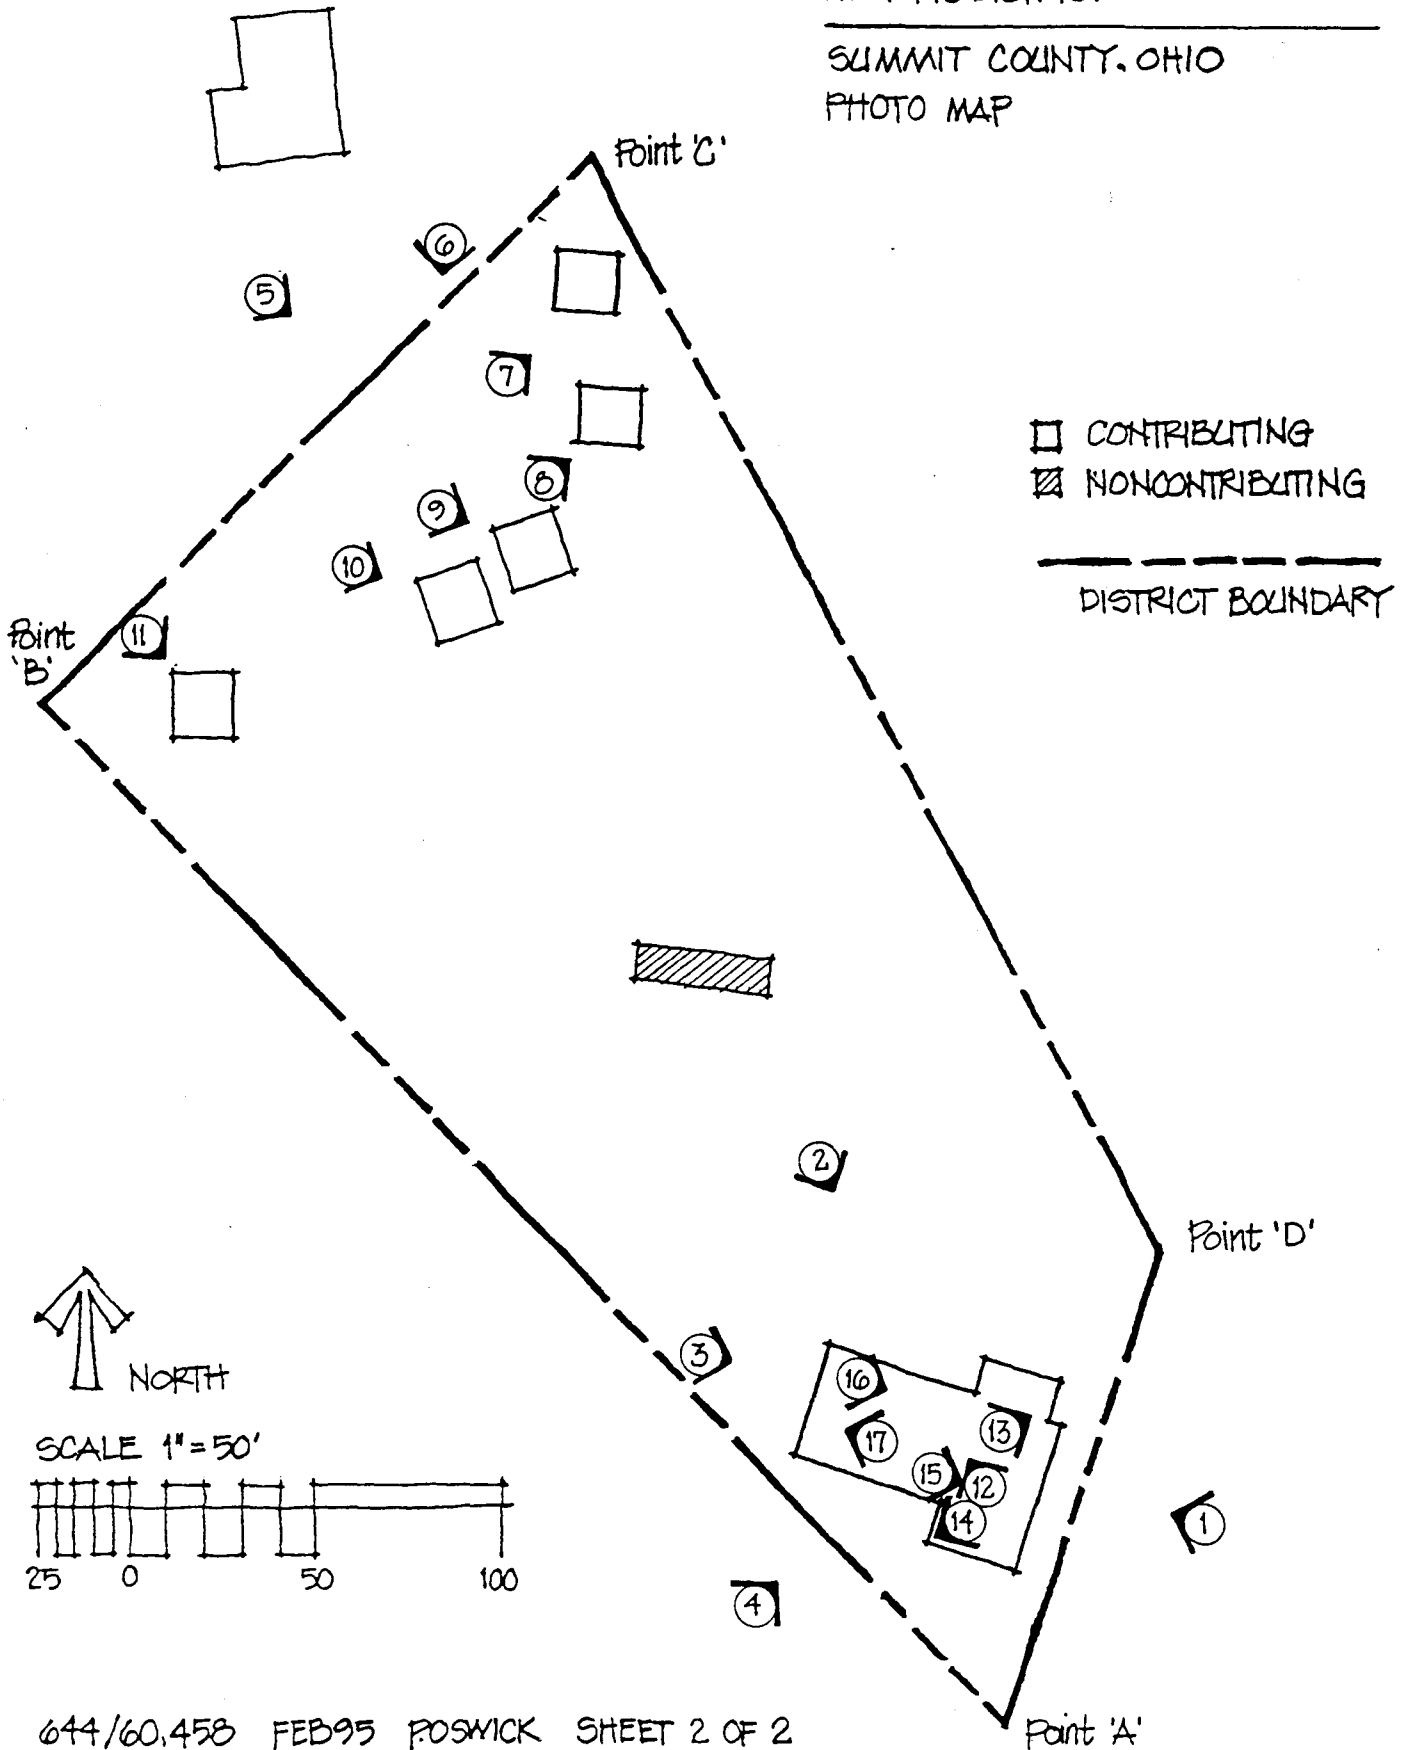 SUMMIT COUNTY, OHIO
PHOTO MAP
Point 'C'
6
5
7
CONTRIBUTING
NONCONTRIBUTING
8
9
10
DISTRICT BOUNDARY
11
Point
'B'
2
Point 'D'
3
NORTH
16
13
17
15
12
14
1
SCALE 1"=50'
25 0 50 100
4
644/60,458 FEB95 P.OSWICK SHEET 2 OF 2
Point 'A'